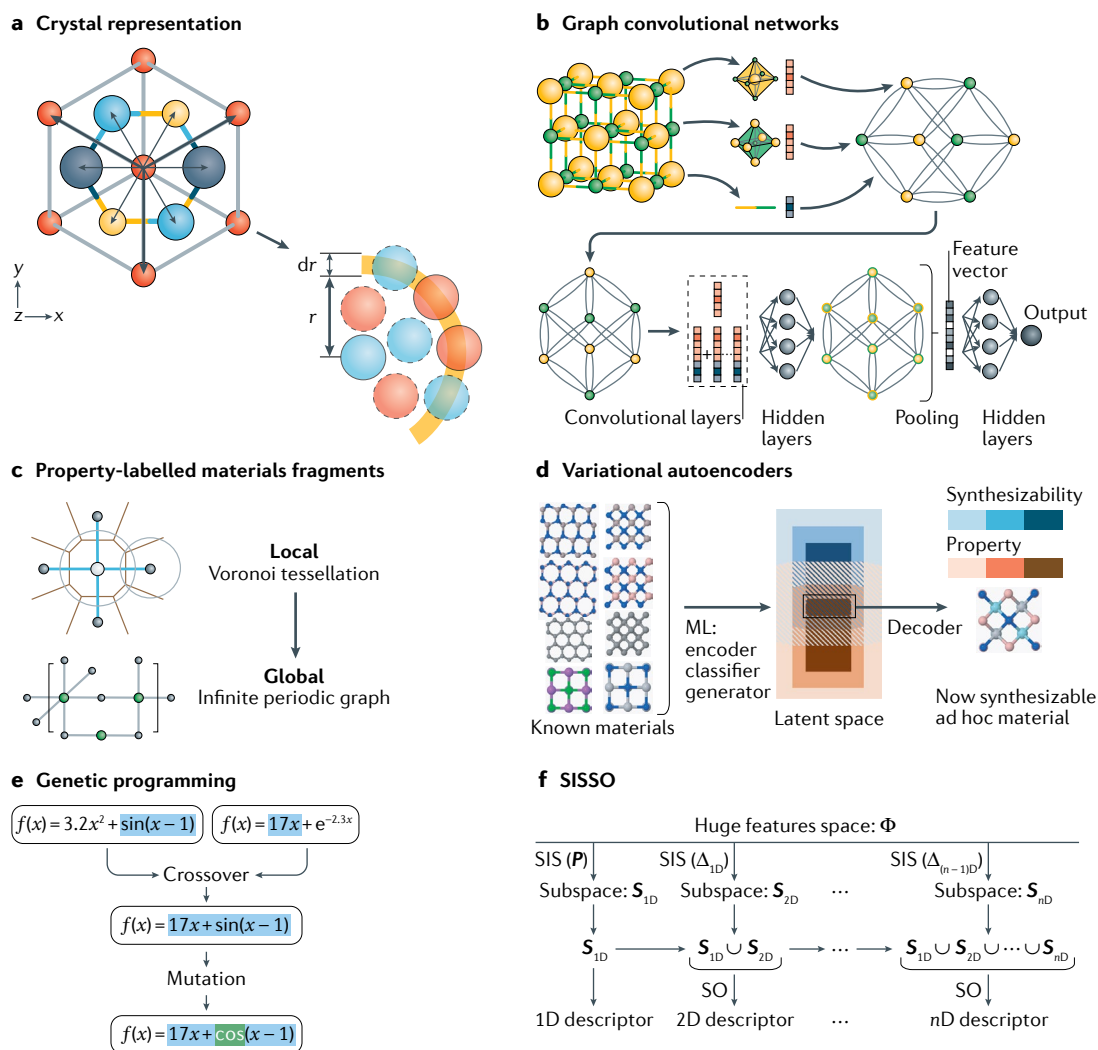 a Crystal representation
y
z
x
dr
r
b Graph convolutional networks
Feature
vector
Output
+
Convolutional layers
Hidden
layers
Pooling
Hidden
layers
c Property-labelled materials fragments
Local
Voronoi tessellation
Global
Infinite periodic graph
d Variational autoencoders
Synthesizability
Property
ML:
encoder
classifier
generator
Decoder
Known materials
Latent space
Now synthesizable
ad hoc material
e Genetic programming
f(x) = 3.2x² + sin(x − 1)
f(x) = 17x + e^−2.3x
Crossover
f(x) = 17x + sin(x − 1)
Mutation
f(x) = 17x + cos(x − 1)
f SISSO
Huge features space: Φ
SIS (P) SIS (Δ1D) SIS (Δ(n − 1)D)
Subspace: S1D Subspace: S2D ... Subspace: SnD
S1D S1D ∪ S2D ... S1D ∪ S2D ∪ ··· ∪ SnD
SO SO
1D descriptor 2D descriptor ... nD descriptor